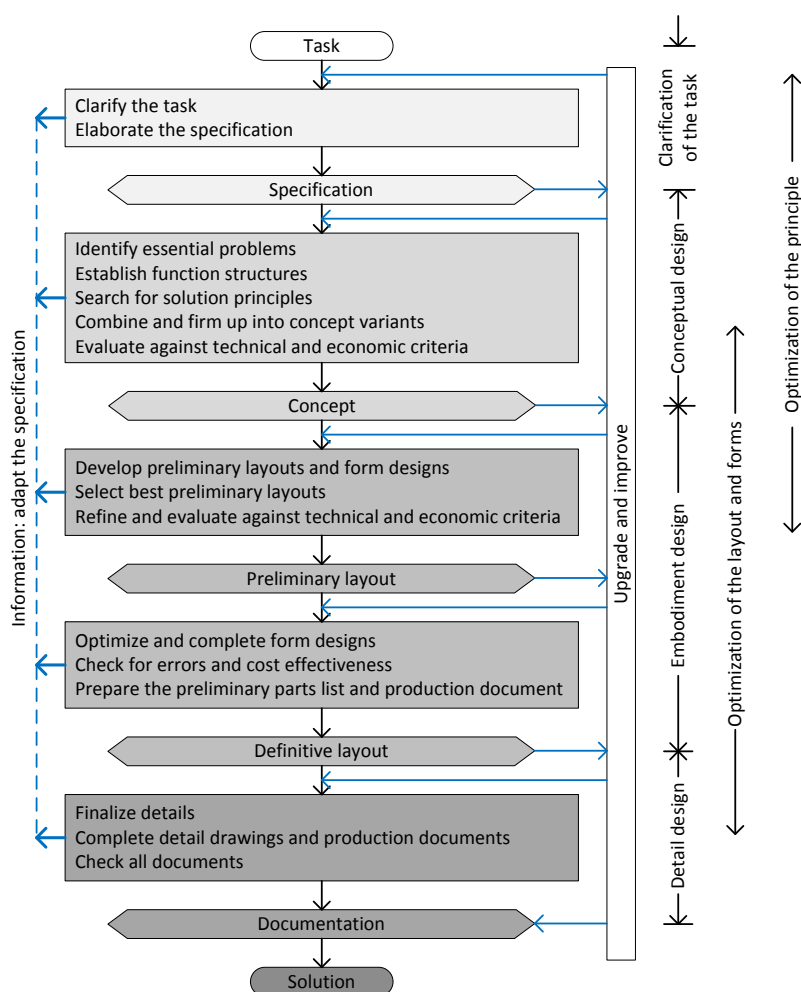 Task
Clarify the task
Elaborate the specification
Specification
Identify essential problems
Establish function structures
Search for solution principles
Combine and firm up into concept variants
Evaluate against technical and economic criteria
Concept
Develop preliminary layouts and form designs
Select best preliminary layouts
Refine and evaluate against technical and economic criteria
Preliminary layout
Optimize and complete form designs
Check for errors and cost effectiveness
Prepare the preliminary parts list and production document
Definitive layout
Finalize details
Complete detail drawings and production documents
Check all documents
Documentation
Solution
Information: adapt the specification
Upgrade and improve
Clarification
of the task
Conceptual design
Embodiment design
Detail design
Optimization of the layout and forms
Optimization of the principle